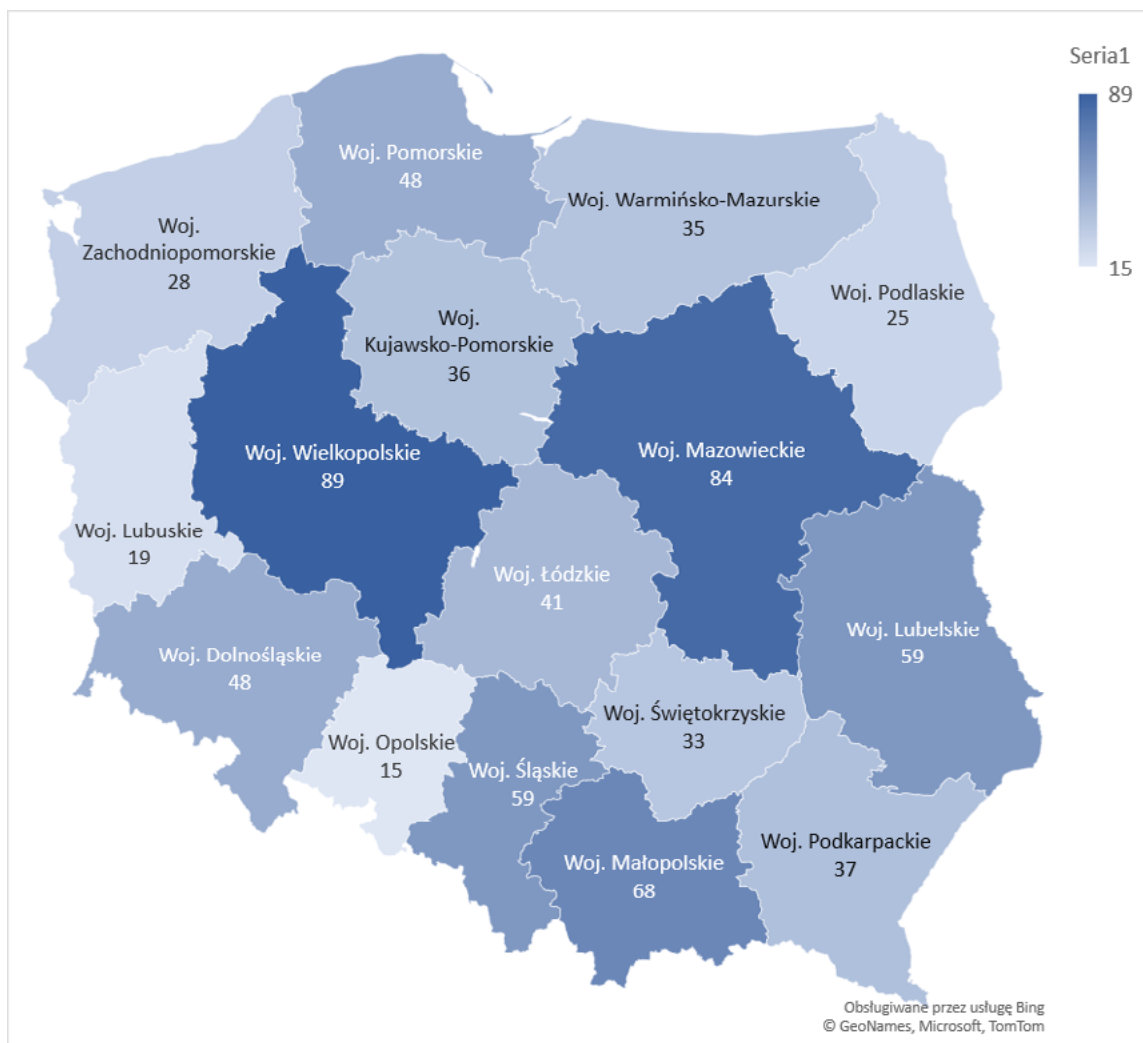 Seria1
89
15
Woj. Pomorskie
48
Woj. Warmińsko-Mazurskie
35
Woj.
Zachodniopomorskie
28
Woj. Podlaskie
25
Woj.
Kujawsko-Pomorskie
36
Woj. Wielkopolskie
89
Woj. Mazowieckie
84
Woj. Lubuskie
19
Woj. Łódzkie
41
Woj. Lubelskie
59
Woj. Dolnośląskie
48
Woj. Świętokrzyskie
33
Woj. Opolskie
15
Woj. Śląskie
59
Woj. Podkarpackie
37
Woj. Małopolskie
68
Obsługiwane przez usługę Bing
© GeoNames, Microsoft, TomTom